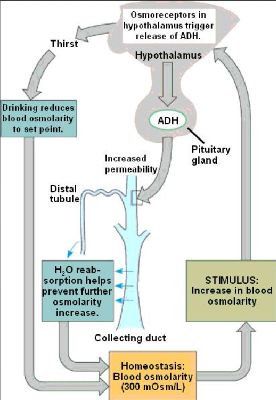 Osmoreceptors in
hypothalamus trigger
release of ADH.
Thirst
Hypothalamus
Drinking reduces
blood osmolarity
to set point.
ADH
Increased
permeability
Pituitary
gland
Distal
tubule
H₂O reab-
sorption helps
prevent further
osmolarity
increase.
STIMULUS:
Increase in blood
osmolarity
Collecting duct
Homeostasis:
Blood osmolarity
(300 mOsm/L)